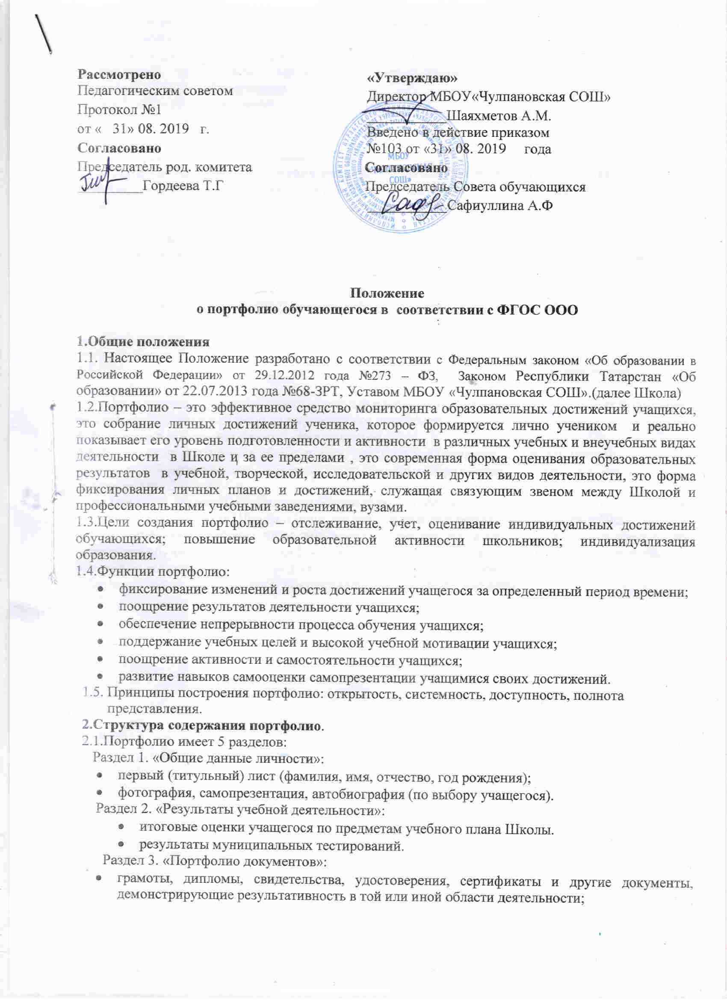 Рассмотрено
Педагогическим советом
Протокол №1
от «   31» 08. 2019   г.
Согласовано
Председатель род. комитета
Гордеева Т.Г
«Утверждаю»
Директор МБОУ«Чулпановская СОШ»
Шаяхметов А.М.
Введено в действие приказом
№103 от «31» 08. 2019     года
Согласовано
Председатель Совета обучающихся
Сафиуллина А.Ф
МБОУ
СОШ»
Положение
о портфолио обучающегося в  соответствии с ФГОС ООО
1.Общие положения
1.1. Настоящее Положение разработано с соответствии с Федеральным законом «Об образовании в
Российской Федерации» от 29.12.2012 года №273 – ФЗ,  Законом Республики Татарстан «Об
образовании» от 22.07.2013 года №68-ЗРТ, Уставом МБОУ «Чулпановская СОШ».(далее Школа)
1.2.Портфолио – это эффективное средство мониторинга образовательных достижений учащихся,
это собрание личных достижений ученика, которое формируется лично учеником  и реально
показывает его уровень подготовленности и активности  в различных учебных и внеучебных видах
деятельности  в Школе и за ее пределами , это современная форма оценивания образовательных
результатов  в учебной, творческой, исследовательской и других видов деятельности, это форма
фиксирования личных планов и достижений, служащая связующим звеном между Школой и
профессиональными учебными заведениями, вузами.
1.3.Цели создания портфолио – отслеживание, учет, оценивание индивидуальных достижений
обучающихся; повышение образовательной активности школьников; индивидуализация
образования.
1.4.Функции портфолио:
• фиксирование изменений и роста достижений учащегося за определенный период времени;
• поощрение результатов деятельности учащихся;
• обеспечение непрерывности процесса обучения учащихся;
• поддержание учебных целей и высокой учебной мотивации учащихся;
• поощрение активности и самостоятельности учащихся;
• развитие навыков самооценки самопрезентации учащимися своих достижений.
1.5. Принципы построения портфолио: открытость, системность, доступность, полнота
представления.
2.Структура содержания портфолио.
2.1.Портфолио имеет 5 разделов:
Раздел 1. «Общие данные личности»:
• первый (титульный) лист (фамилия, имя, отчество, год рождения);
• фотография, самопрезентация, автобиография (по выбору учащегося).
Раздел 2. «Результаты учебной деятельности»:
• итоговые оценки учащегося по предметам учебного плана Школы.
• результаты муниципальных тестирований.
Раздел 3. «Портфолио документов»:
• грамоты, дипломы, свидетельства, удостоверения, сертификаты и другие документы,
демонстрирующие результативность в той или иной области деятельности;